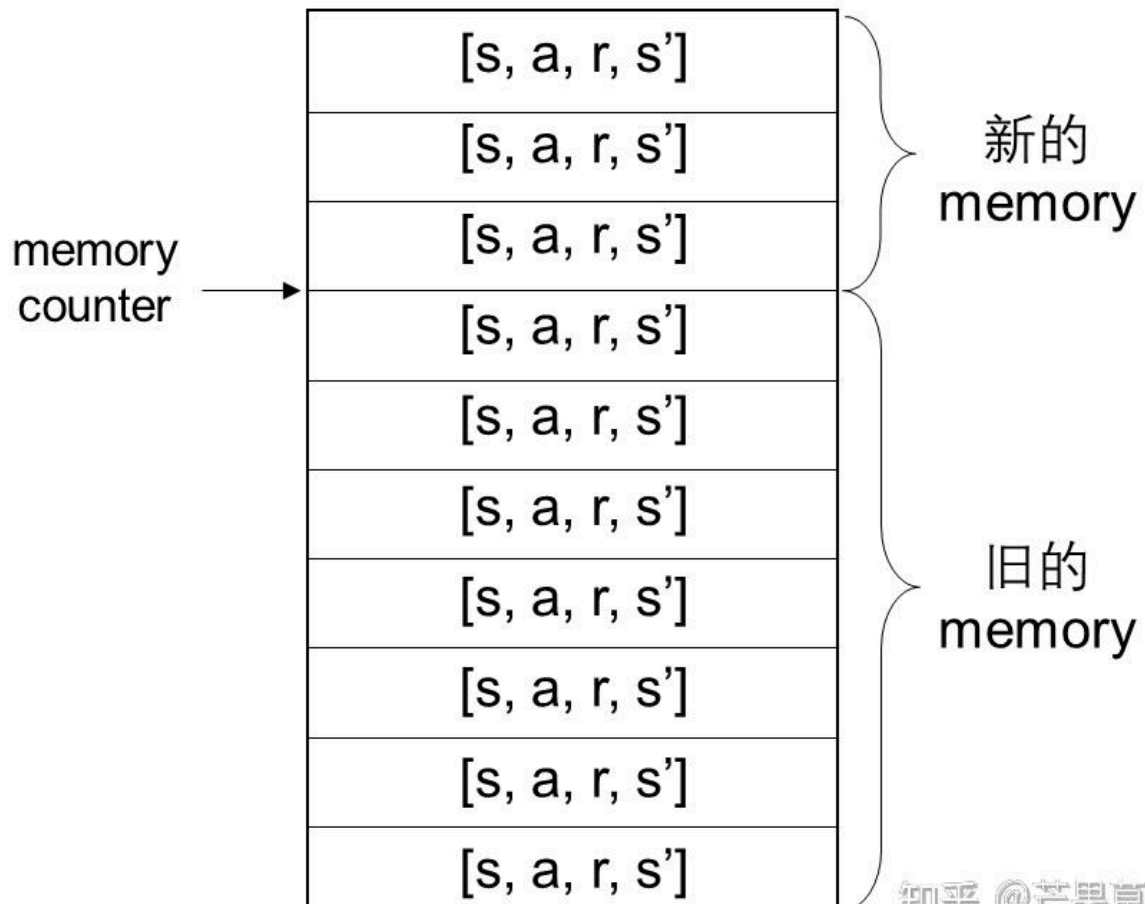 [s, a, r, s’]
[s, a, r, s’]
[s, a, r, s’]
新的
memory
memory
counter
[s, a, r, s’]
[s, a, r, s’]
[s, a, r, s’]
[s, a, r, s’]
[s, a, r, s’]
[s, a, r, s’]
[s, a, r, s’]
旧的
memory
知乎